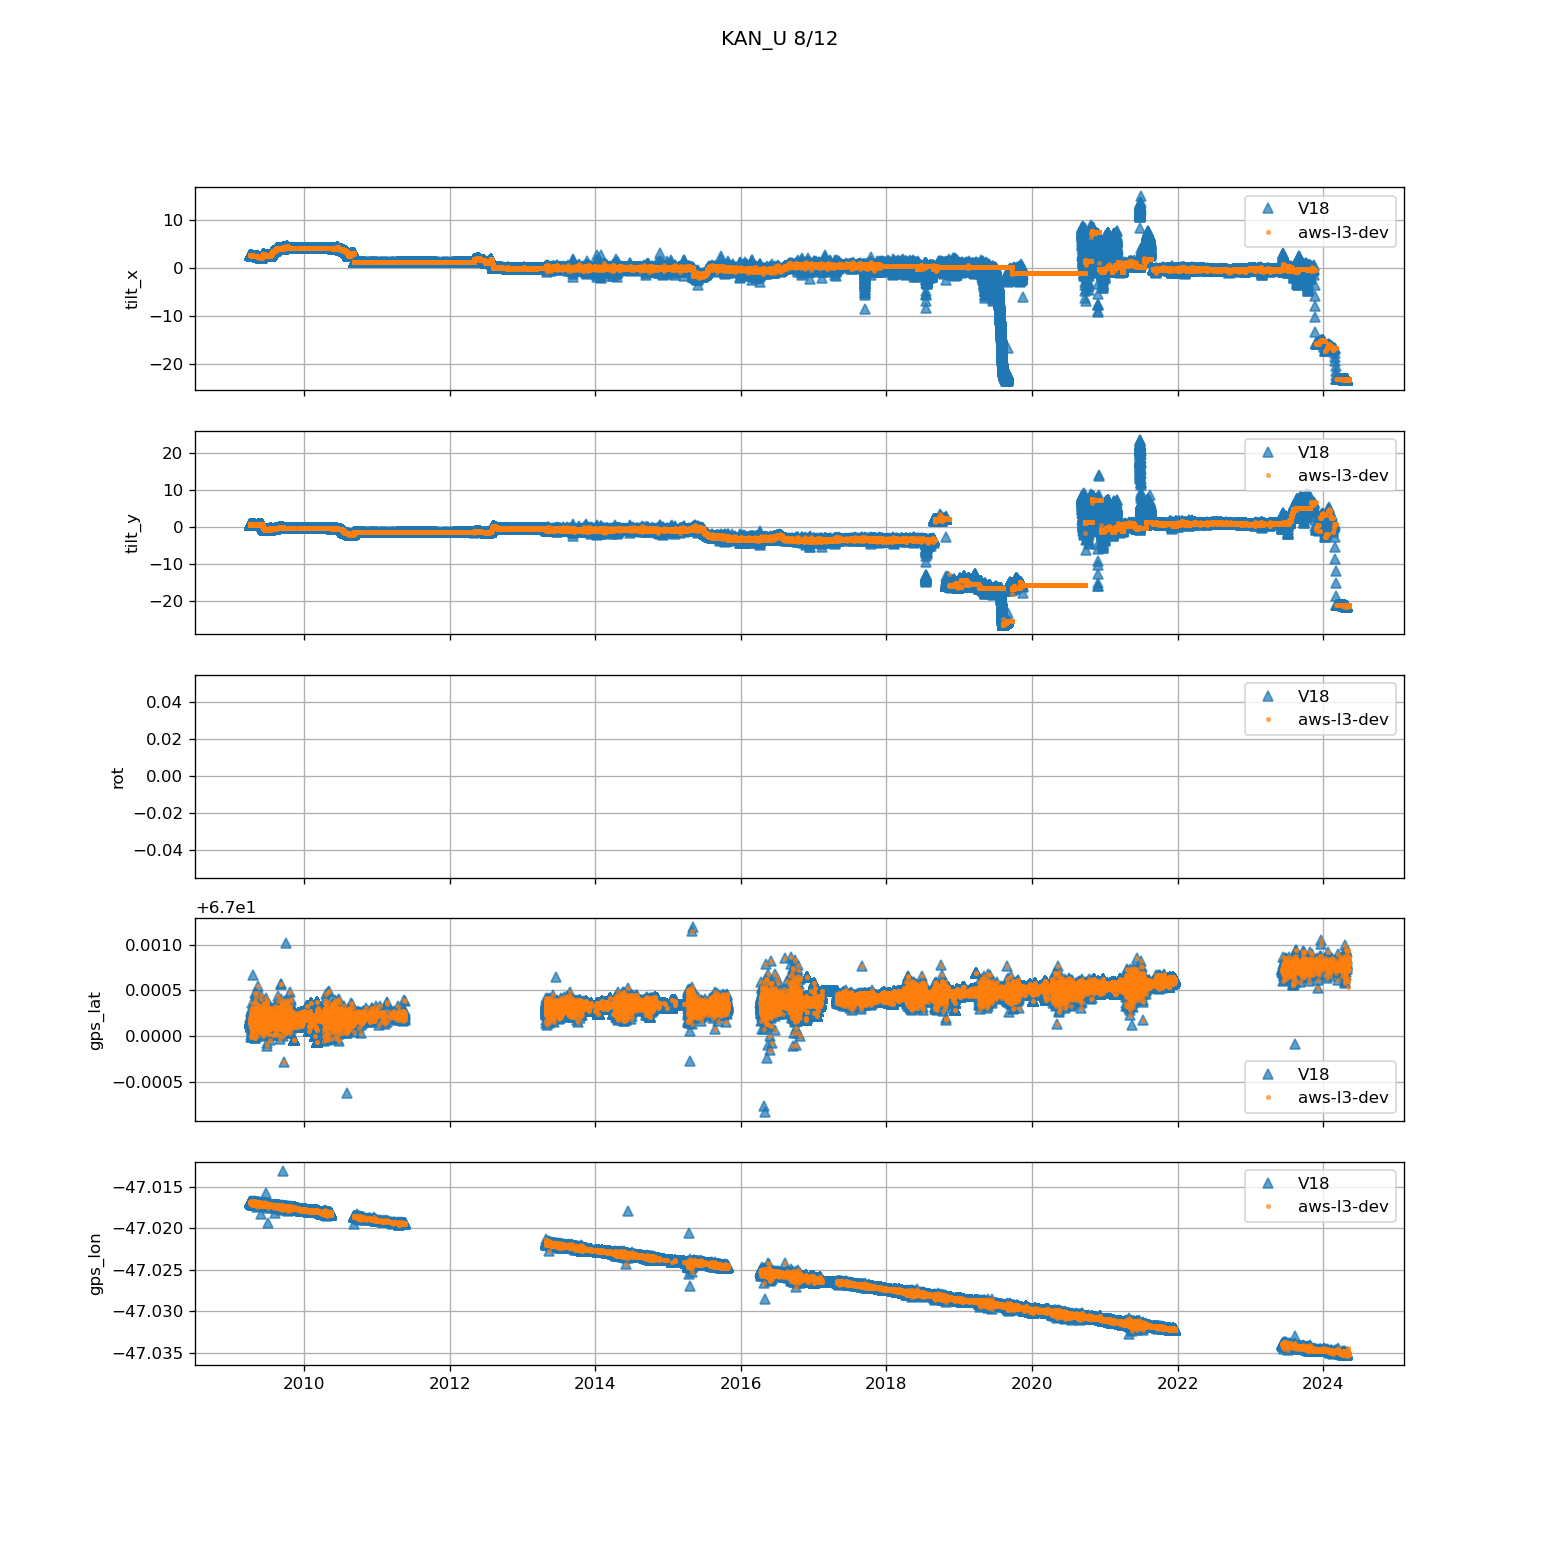 KAN_U 8/12
10
0
−10
−20
tilt_x
V18
aws-l3-dev
20
10
0
−10
−20
tilt_y
V18
aws-l3-dev
0.04
0.02
0.00
−0.02
−0.04
rot
V18
aws-l3-dev
+6.7e1
0.0010
0.0005
0.0000
−0.0005
gps_lat
V18
aws-l3-dev
−47.015
−47.020
−47.025
−47.030
−47.035
gps_lon
V18
aws-l3-dev
2010 2012 2014 2016 2018 2020 2022 2024